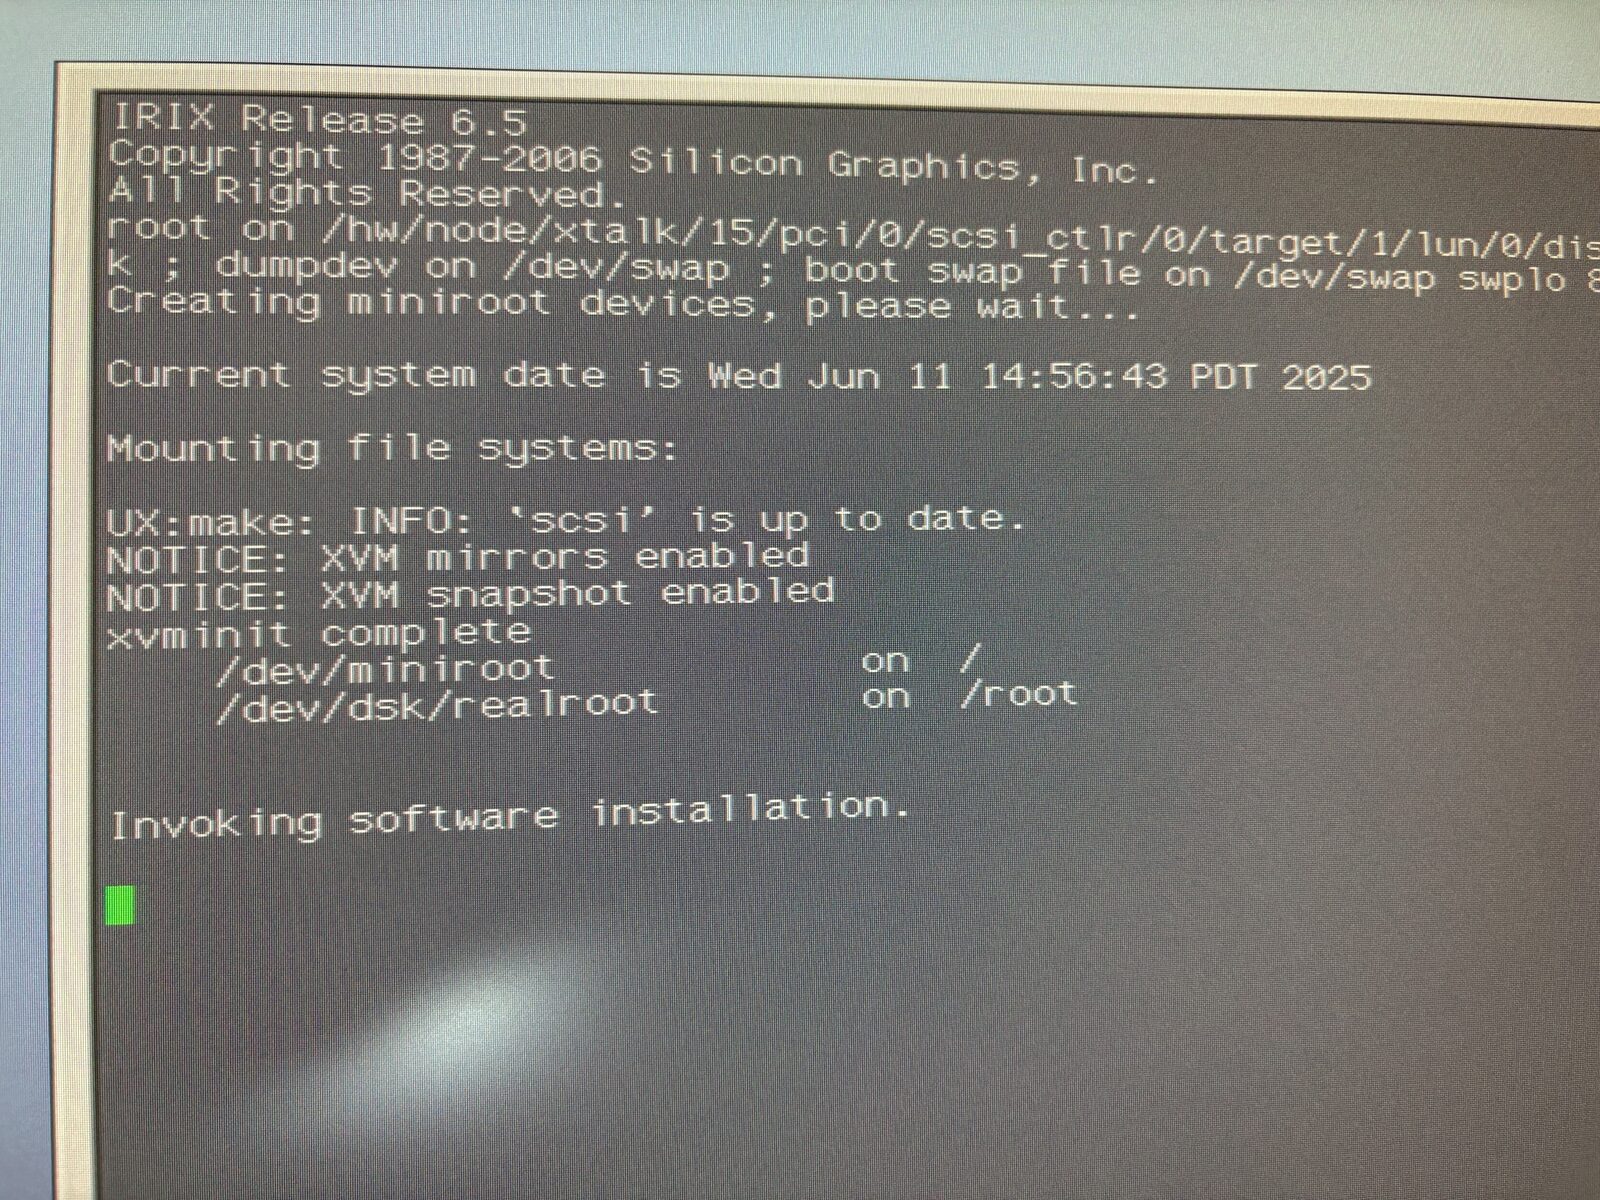 IRIX Release 6.5
Copyright 1987-2006 Silicon Graphics, Inc.
All Rights Reserved.
root on /hw/node/xtalk/15/pci/0/scsi_ctlr/0/target/1/lun/0/dis
k ; dumpdev on /dev/swap ; boot swap file on /dev/swap swplo
Creating miniroot devices, please wait...
Current system date is Wed Jun 11 14:56:43 PDT 2025
Mounting file systems:
UX:make: INFO: `scsi' is up to date.
NOTICE: XVM mirrors enabled
NOTICE: XVM snapshot enabled
xvminit complete
/dev/miniroot on /
/dev/dsk/realroot on /root
Invoking software installation.